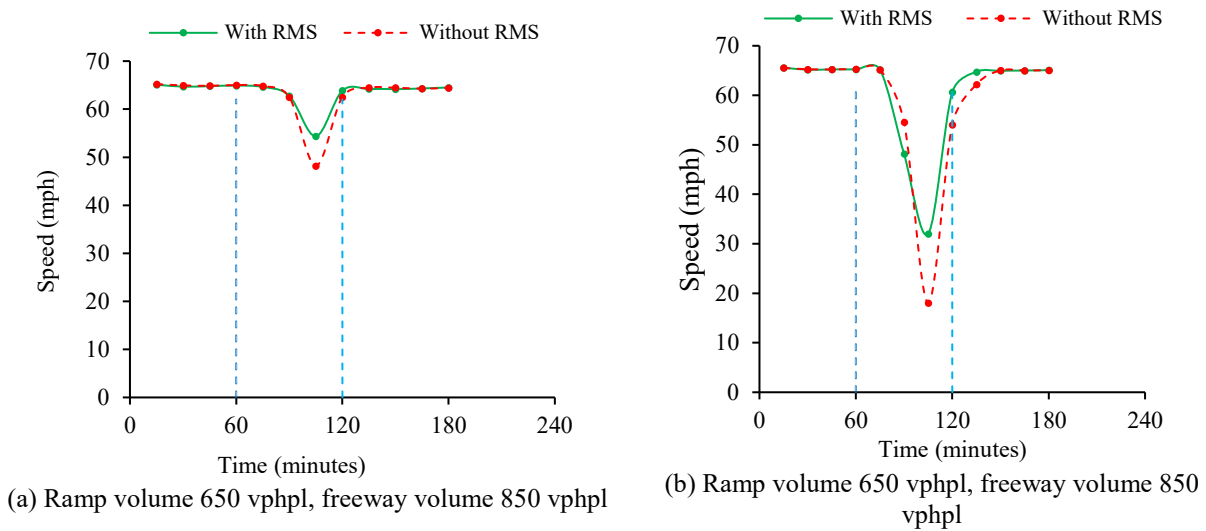 With RMS Without RMS
70
60
50
40
30
20
10
0
Speed (mph)
0 60 120 180 240
Time (minutes)
(a) Ramp volume 650 vphpl, freeway volume 850 vphpl
With RMS Without RMS
70
60
50
40
30
20
10
0
Speed (mph)
0 60 120 180 240
Time (minutes)
(b) Ramp volume 650 vphpl, freeway volume 850
vphpl